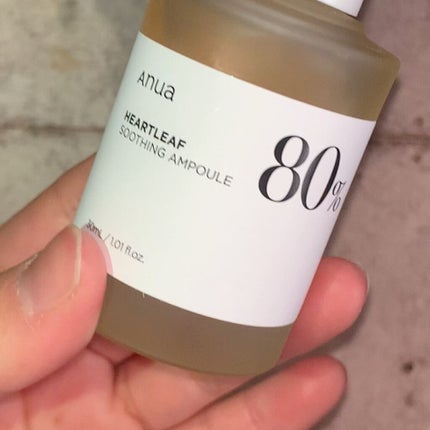 Anua
HEARTLEAF
SOOTHING AMPOULE
80%
30mL / 1.01 fl.oz.